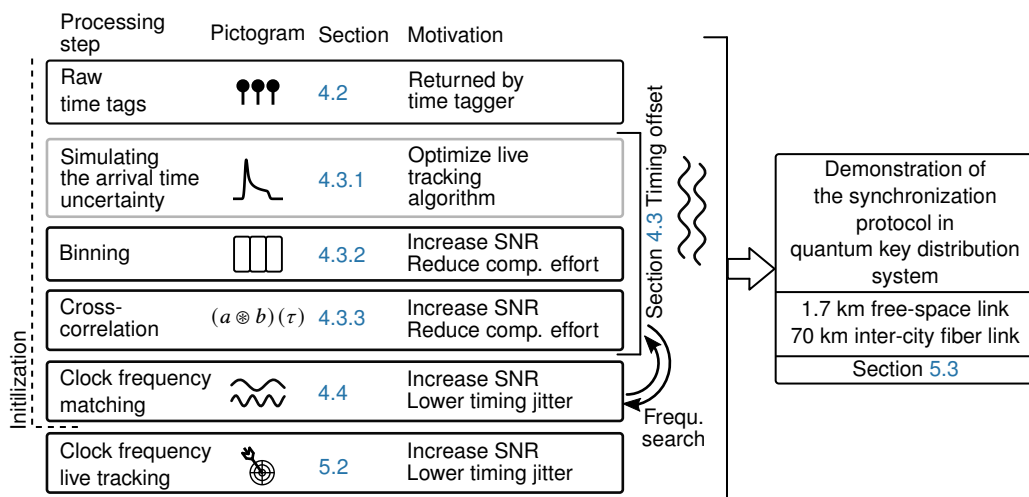 Processing
step
Pictogram
Section
Motivation
Raw
time tags
4.2
Returned by
time tagger
Simulating
the arrival time
uncertainty
4.3.1
Optimize live
tracking
algorithm
Binning
4.3.2
Increase SNR
Reduce comp. effort
Cross-
correlation
(a ⊛ b)(τ)
4.3.3
Increase SNR
Reduce comp. effort
Clock frequency
matching
4.4
Increase SNR
Lower timing jitter
Clock frequency
live tracking
5.2
Increase SNR
Lower timing jitter
Initilization
Section 4.3 Timing offset
Frequ.
search
Demonstration of
the synchronization
protocol in
quantum key distribution
system
1.7 km free-space link
70 km inter-city fiber link
Section 5.3